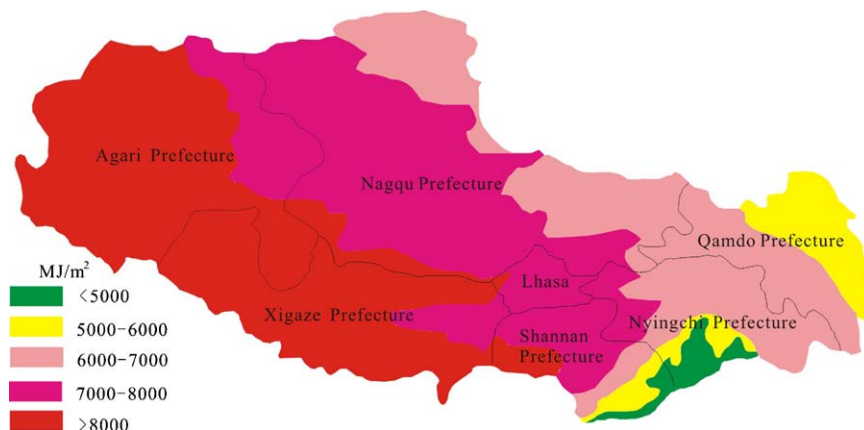 Agari Prefecture
Nagqu Prefecture
Qamdo Prefecture
MJ/m²
Lhasa
<5000
Xigaze Prefecture
Nyingchi Prefecture
5000-6000
Shannan
Prefecture
6000-7000
7000-8000
>8000